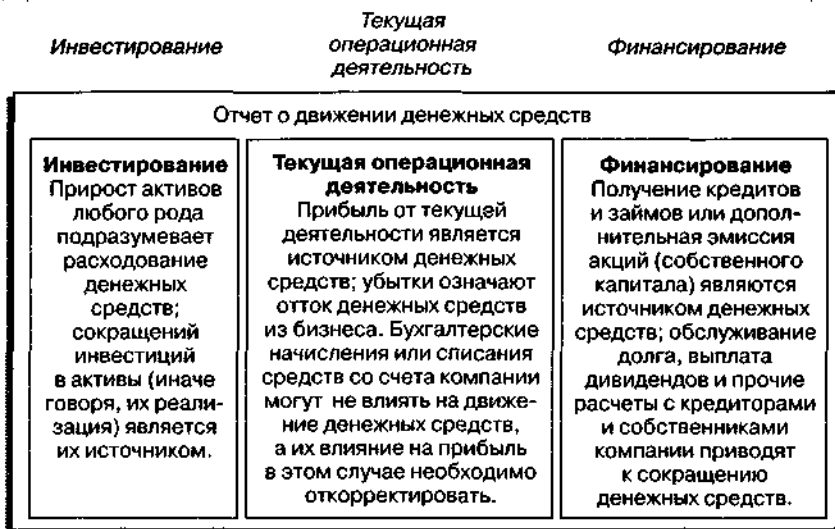 Инвестирование
Текущая
операционная
деятельность
Финансирование
Отчет о движении денежных средств
Инвестирование
Прирост активов
любого рода
подразумевает
расходование
денежных
средств;
сокращений
инвестиций
в активы (иначе
говоря, их реали-
зация) является
их источником.
Текущая операционная
деятельность
Прибыль от текущей
деятельности является
источником денежных
средств; убытки означают
отток денежных средств
из бизнеса. Бухгалтерские
начисления или списания
средств со счета компании
могут не влиять на движе-
ние денежных средств,
а их влияние на прибыль
в этом случае необходимо
откорректировать.
Финансирование
Получение кредитов
и займов или допол-
нительная эмиссия
акций (собственного
капитала) являются
источником денежных
средств; обслуживание
долга, выплата
дивидендов и прочие
расчеты с кредиторами
и собственниками
компании приводят
к сокращению
денежных средств.